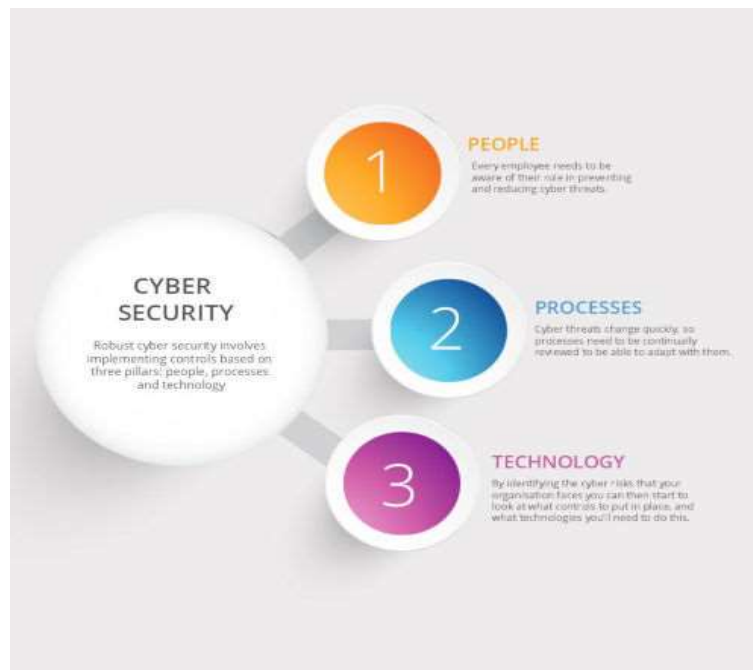 CYBER
SECURITY
Robust cyber security involves
implementing controls based on
three pillars: people, processes
and technology
1
PEOPLE
Every employee needs to be
aware of their role in preventing
and reducing cyber threats.
2
PROCESSES
Cyber threats change quickly, so
processes need to be continually
reviewed to be able to adapt with them.
3
TECHNOLOGY
By identifying the cyber risks that your
organisation faces you can then start to
look at what controls to put in place, and
what technologies you'll need to do this.